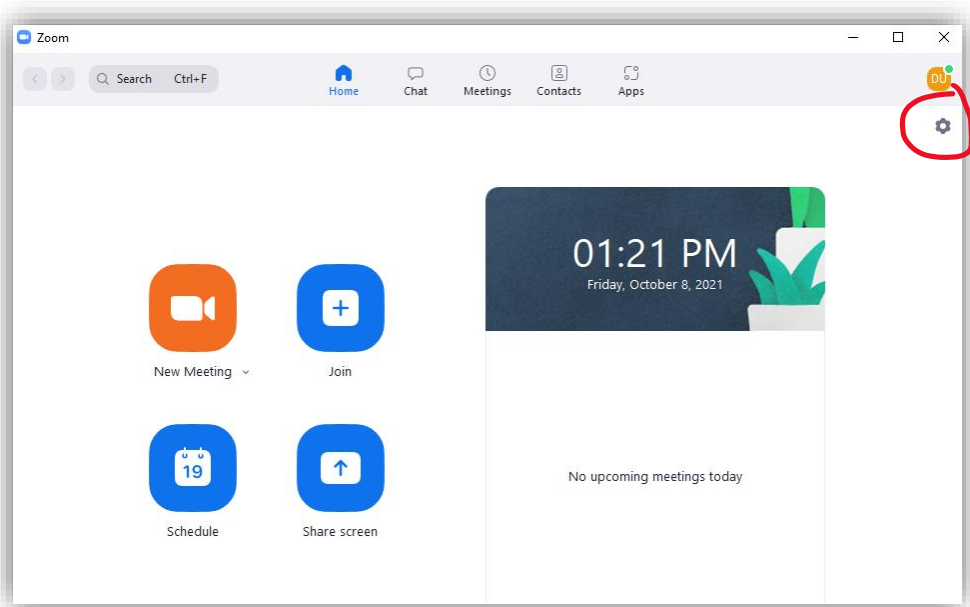 Zoom
Search Ctrl+F
Home Chat Meetings Contacts Apps
DU
01:21 PM
Friday, October 8, 2021
New Meeting
Join
19
Schedule
Share screen
No upcoming meetings today